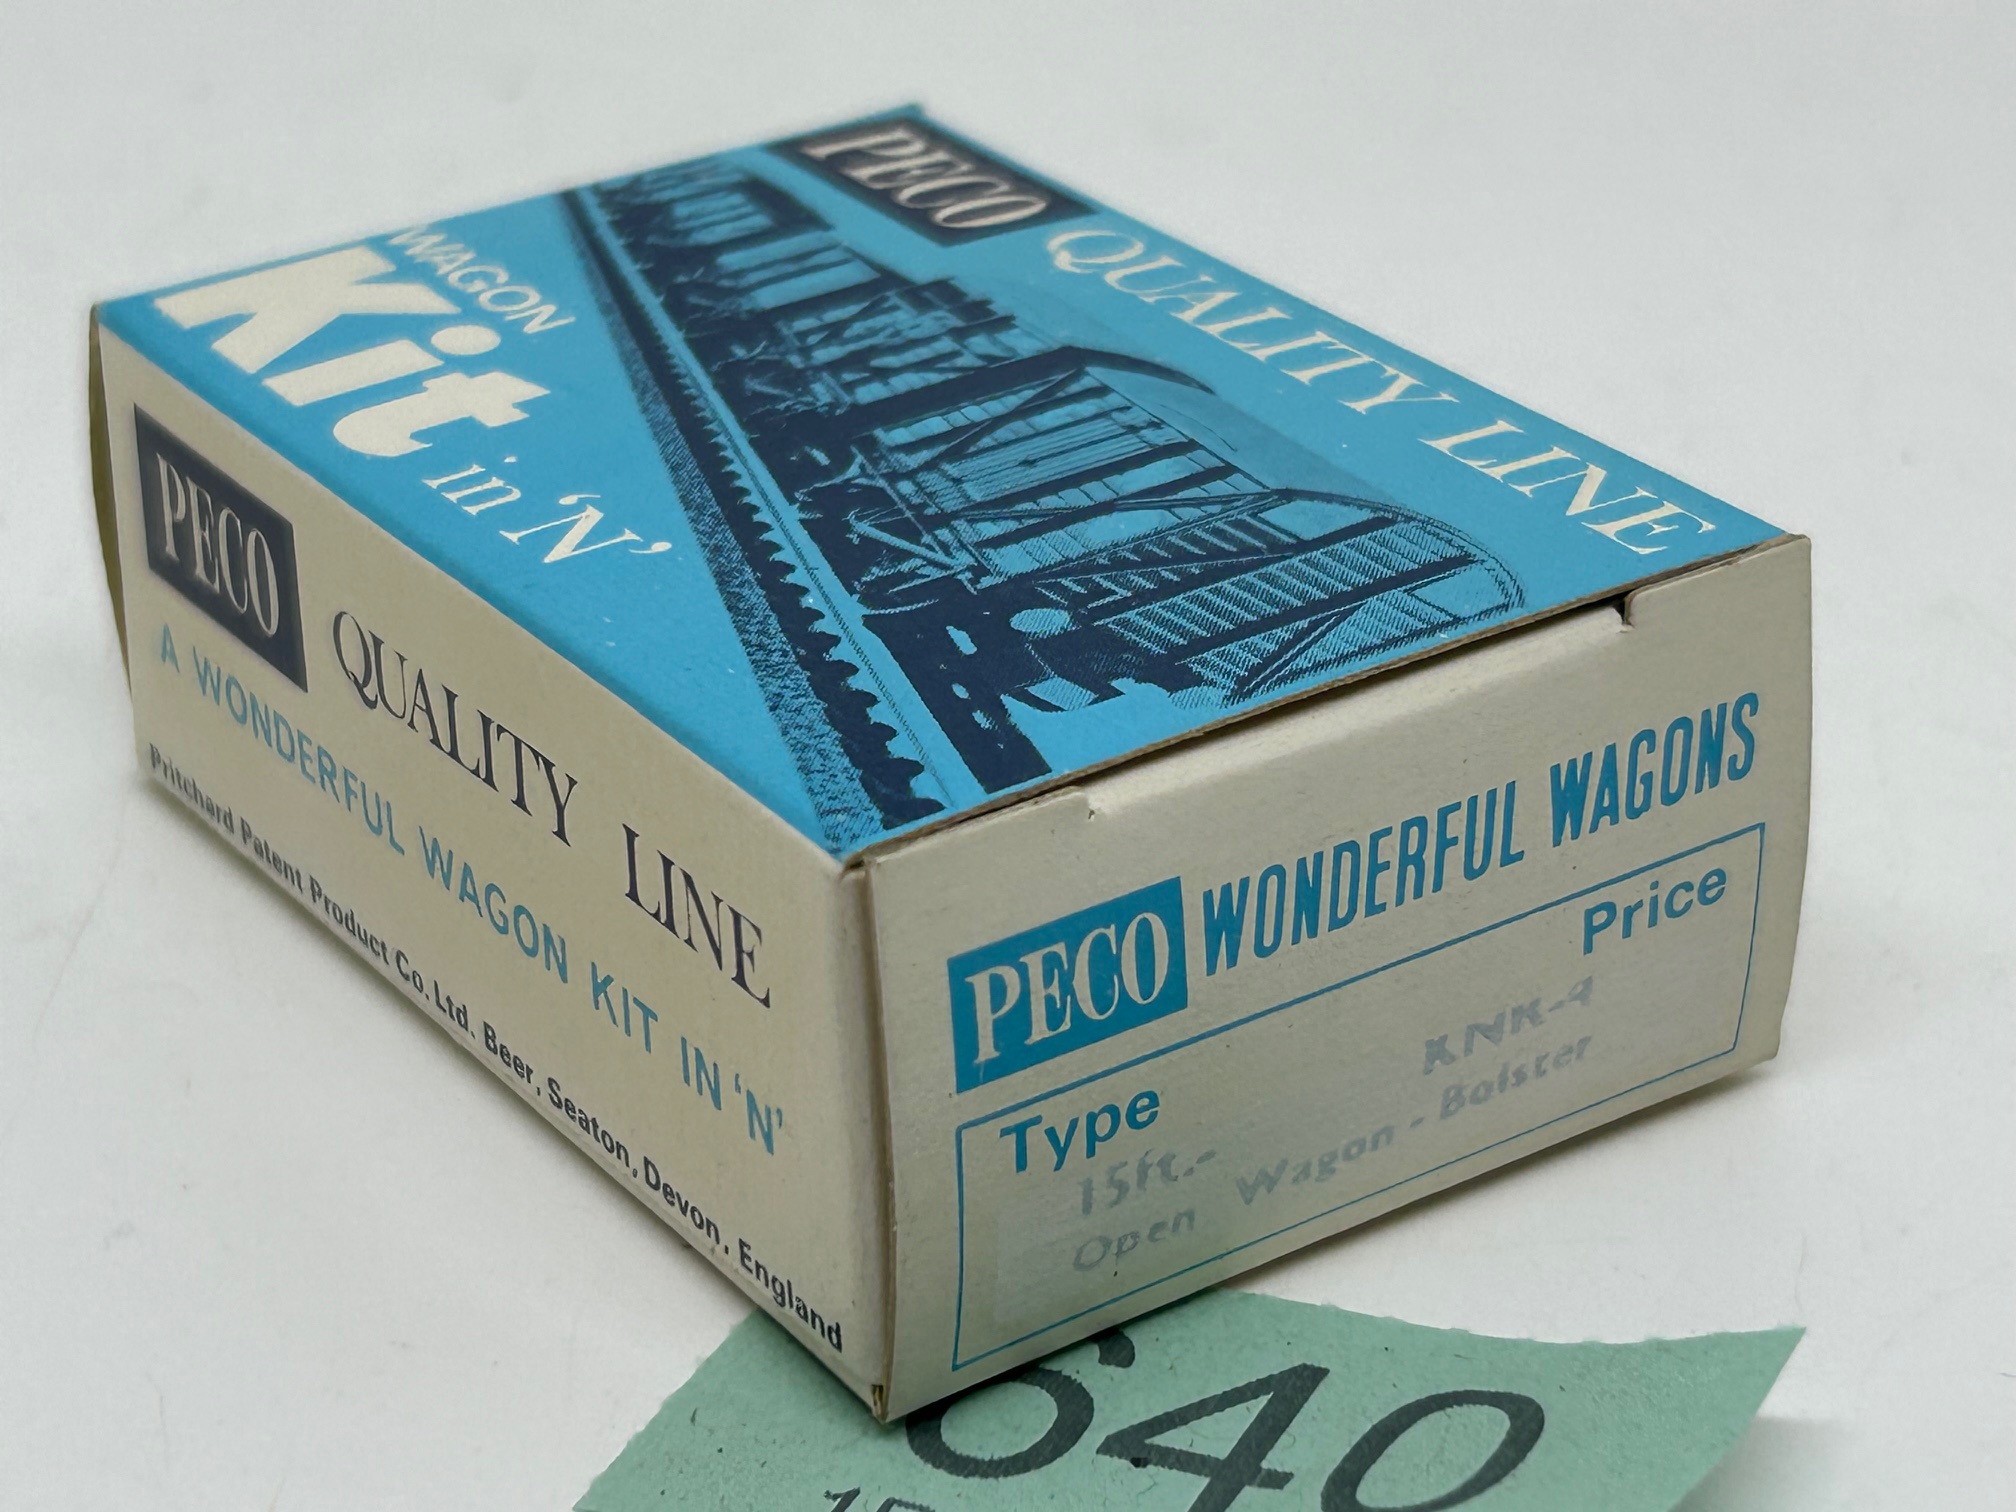 PECO
QUALITY LINE
WAGON
Kit
in 'N'
PECO
QUALITY LINE
A WONDERFUL WAGON KIT IN 'N'
Pritchard Patent Product Co. Ltd. Beer, Seaton, Devon, England
PECO WONDERFUL WAGONS
Type Price
KNK-4
15ft.-
Open Wagon - Bolster
640